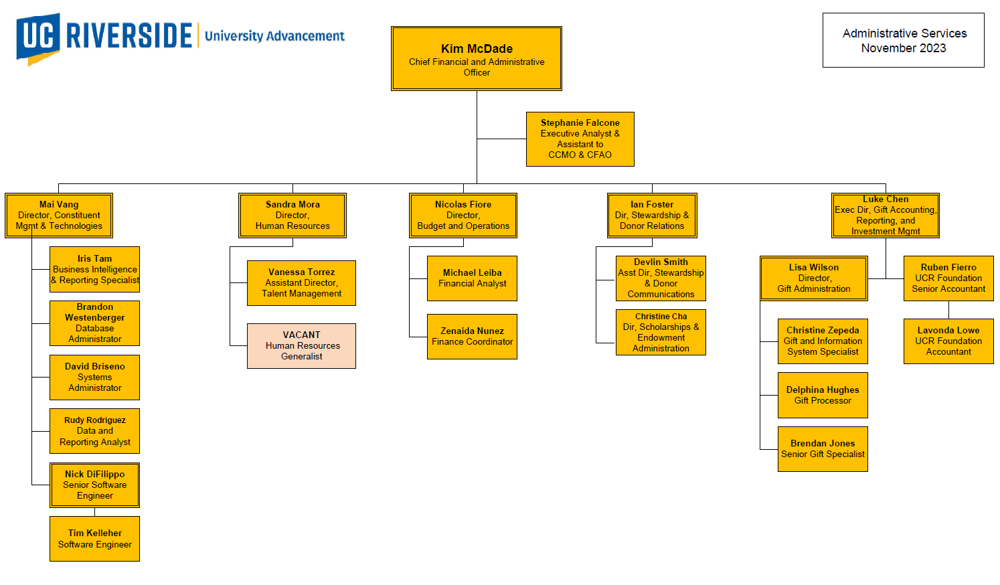 UC RIVERSIDE University Advancement
Kim McDade
Chief Financial and Administrative
Officer
Administrative Services
November 2023
Stephanie Falcone
Executive Analyst &
Assistant to
CCMO & CFAO
Mai Vang
Director, Constituent
Mgmt & Technologies
Sandra Mora
Director,
Human Resources
Nicolas Fiore
Director,
Budget and Operations
Ian Foster
Dir, Stewardship &
Donor Relations
Luke Chen
Exec Dir, Gift Accounting,
Reporting, and
Investment Mgmt
Iris Tam
Business Intelligence
& Reporting Specialist
Brandon
Westenberger
Database
Administrator
David Briseno
Systems
Administrator
Rudy Rodriguez
Data and
Reporting Analyst
Nick DiFilippo
Senior Software
Engineer
Tim Kelleher
Software Engineer
Vanessa Torrez
Assistant Director,
Talent Management
VACANT
Human Resources
Generalist
Michael Leiba
Financial Analyst
Zenaida Nunez
Finance Coordinator
Devlin Smith
Asst Dir, Stewardship
& Donor
Communications
Christine Cha
Dir, Scholarships &
Endowment
Administration
Lisa Wilson
Director,
Gift Administration
Christine Zepeda
Gift and Information
System Specialist
Delphina Hughes
Gift Processor
Brendan Jones
Senior Gift Specialist
Ruben Fierro
UCR Foundation
Senior Accountant
Lavonda Lowe
UCR Foundation
Accountant